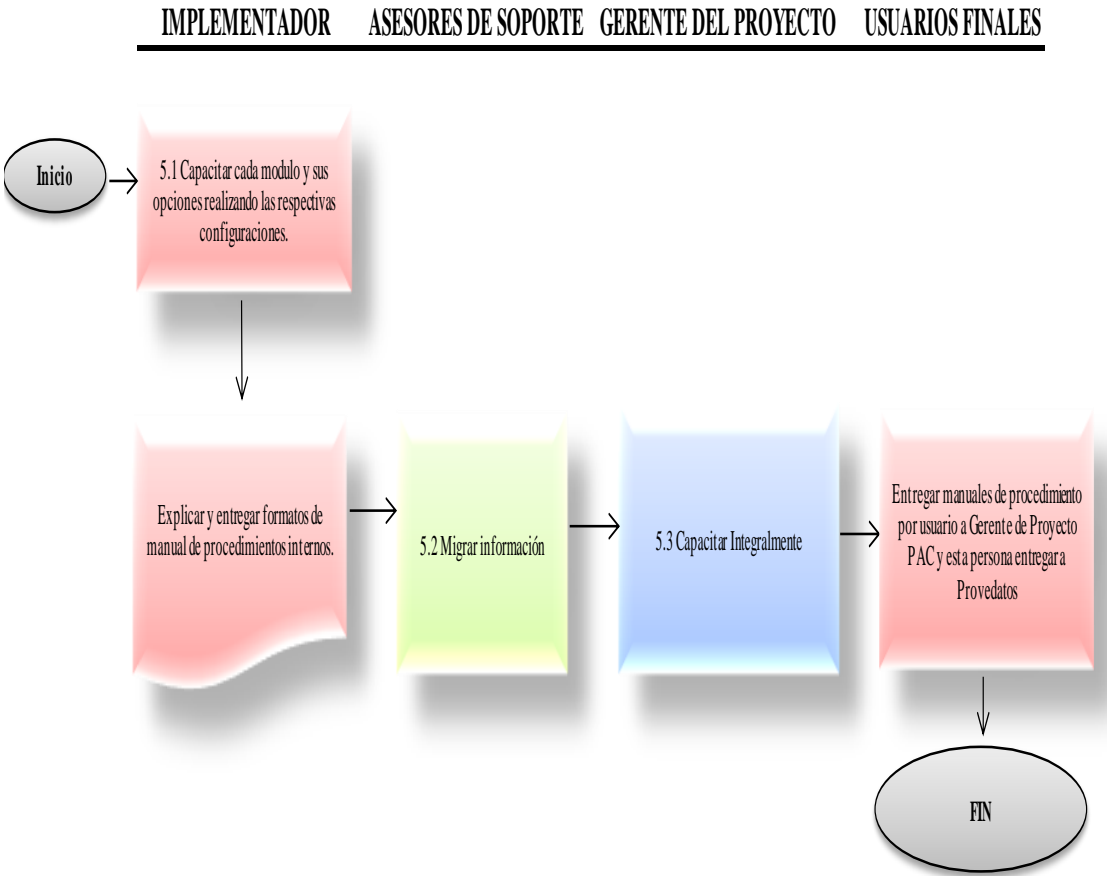 IMPLEMENTADOR ASESORES DE SOPORTE GERENTE DEL PROYECTO USUARIOS FINALES
Inicio
5.1 Capacitar cada modulo y sus
opciones realizando las respectivas
configuraciones.
Explicar y entregar formatos de
manual de procedimientos internos.
5.2 Migrar información
5.3 Capacitar Integralmente
Entregar manuales de procedimiento
por usuario a Gerente de Proyecto
PAC y esta persona entregar a
Provedatos
FIN